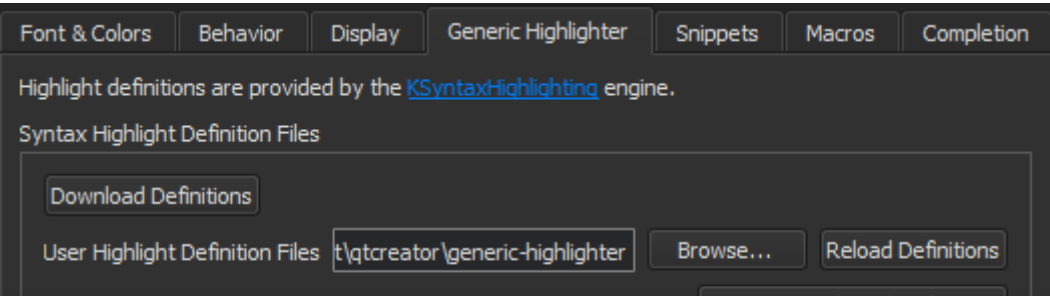 Font & Colors Behavior Display Generic Highlighter Snippets Macros Completion
Highlight definitions are provided by the KSyntaxHighlighting engine.
Syntax Highlight Definition Files
Download Definitions
User Highlight Definition Files t\qtcreator\generic-highlighter Browse... Reload Definitions